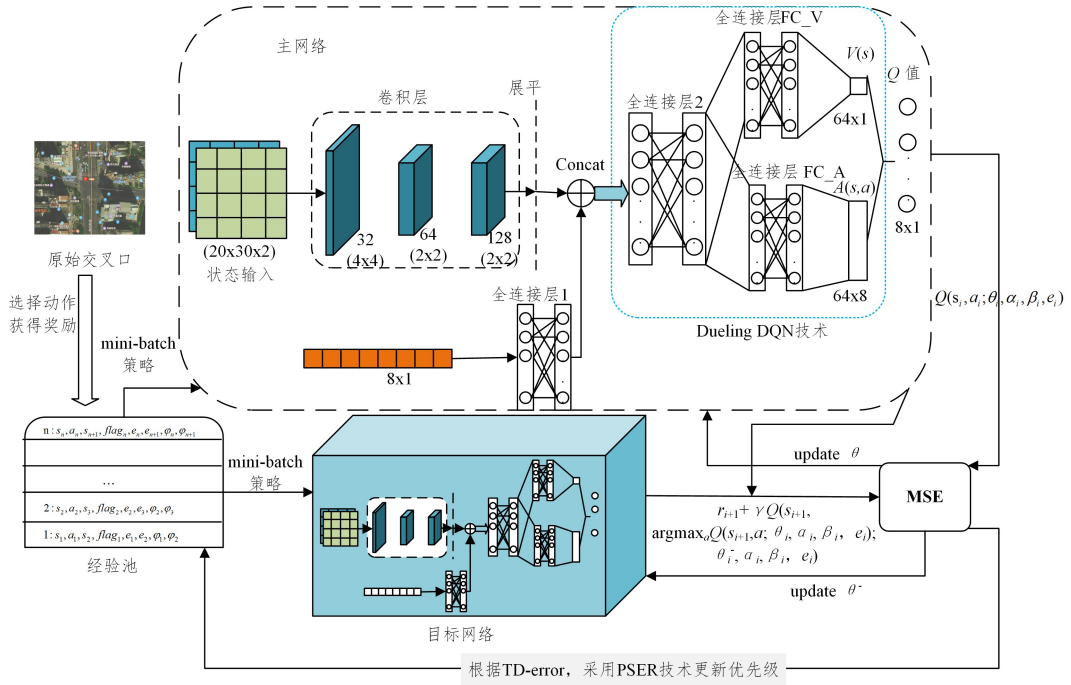 主网络
全连接层FC_V
V(s)
Q 值
展平
卷积层
全连接层2
64x1
Concat
全连接层 FC_A
A(s,a)
32
(4x4)
64
(2x2)
128
(2x2)
(20x30x2)
状态输入
8x1
原始交叉口
64x8
全连接层1
Q(s_i,a_i;θ_i,α_i,β_i,e_i)
选择动作
获得奖励
Dueling DQN技术
mini-batch
策略
8x1
n : s_n,a_n,s_{n+1},flag_n,e_n,e_{n+1},φ_n,φ_{n+1}
...
2: s_2,a_2,s_3,flag_2,e_2,e_3,φ_2,φ_3
1: s_1,a_1,s_2,flag_1,e_1,e_2,φ_1,φ_2
经验池
mini-batch
策略
update θ
MSE
r_{i+1}+ γ Q(s_{i+1},
argmax_a Q(s_{i+1},a; θ_i, α_i, β_i, e_i);
θ_i^-, α_i, β_i, e_i)
update θ^-
目标网络
根据TD-error，采用PSER技术更新优先级